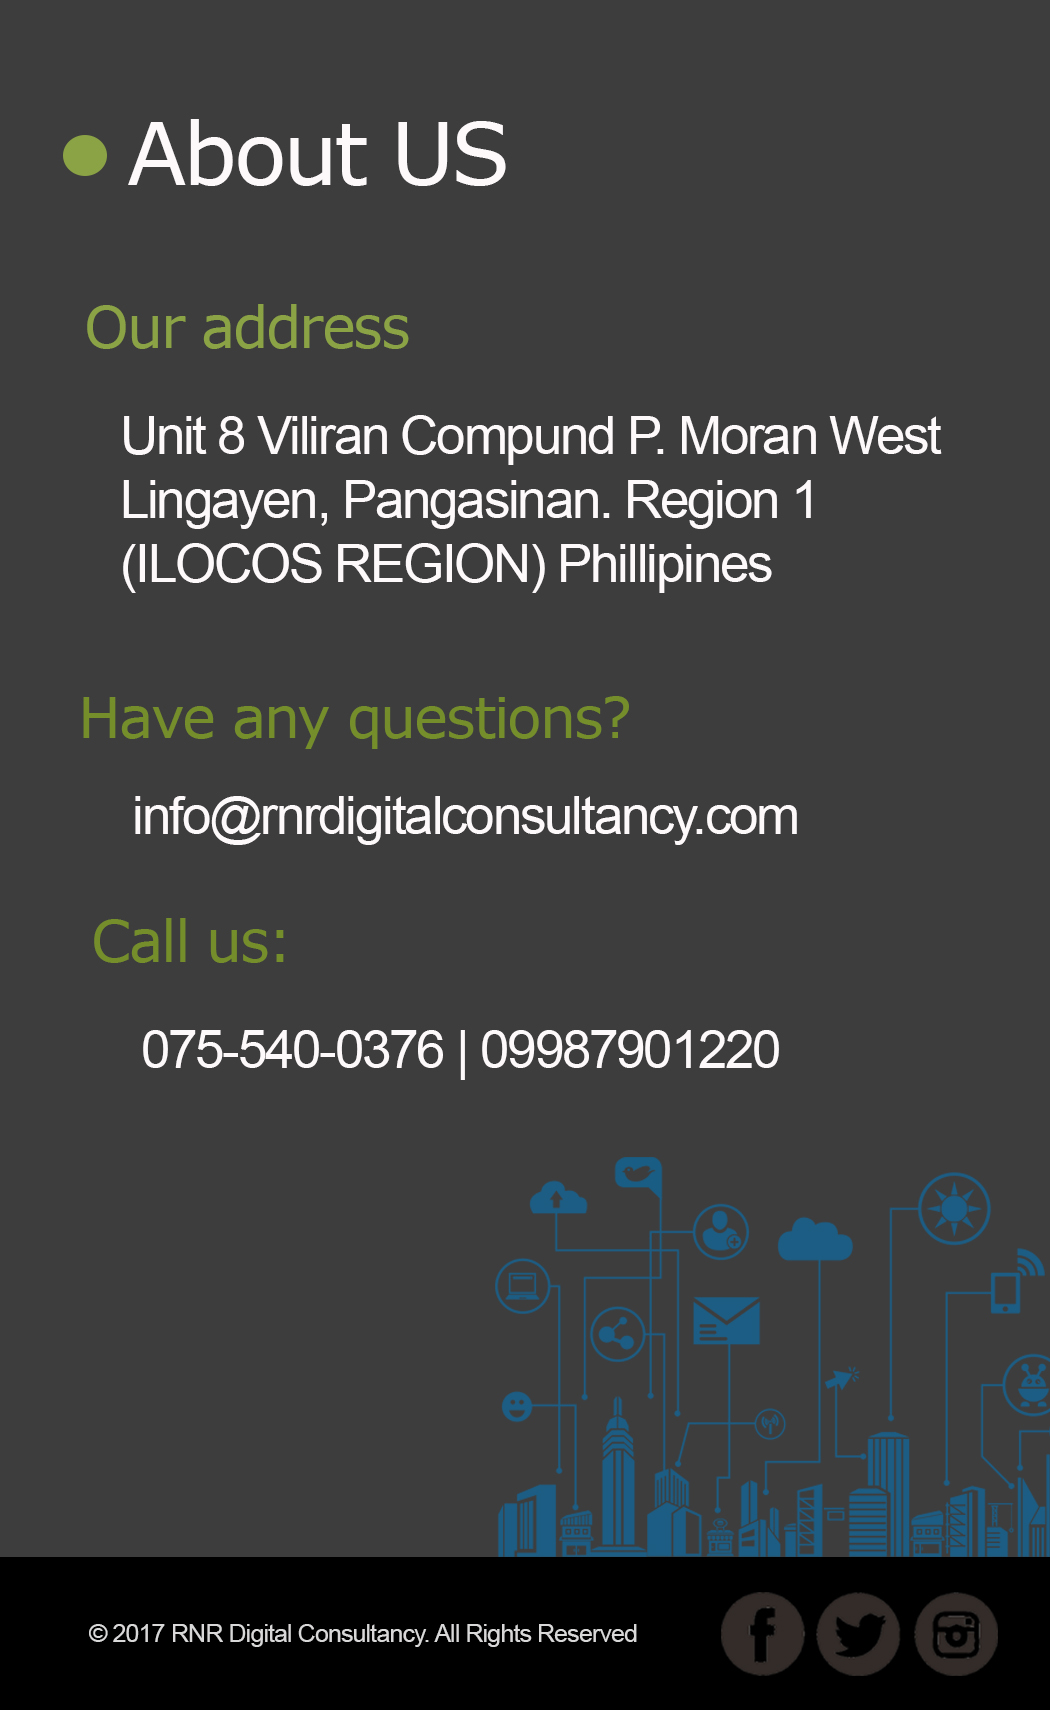 About US
Our address
Unit 8 Viliran Compund P. Moran West
Lingayen, Pangasinan. Region 1
(ILOCOS REGION) Phillipines
Have any questions?
info@rnrdigitalconsultancy.com
Call us:
075-540-0376 | 09987901220
© 2017 RNR Digital Consultancy. All Rights Reserved